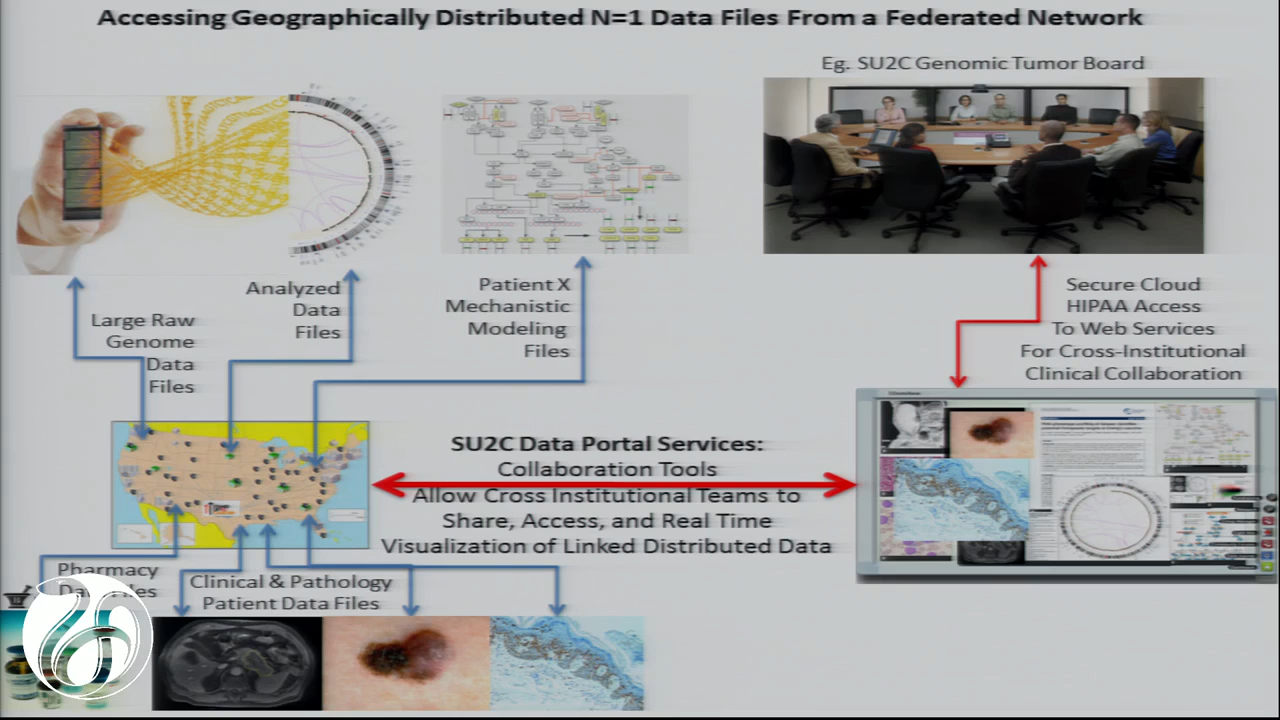 Accessing Geographically Distributed N=1 Data Files From a Federated Network
Eg. SU2C Genomic Tumor Board
Large Raw
Genome
Data
Files
Analyzed
Data
Files
Patient X
Mechanistic
Modeling
Files
Secure Cloud
HIPAA Access
To Web Services
For Cross-Institutional
Clinical Collaboration
SU2C Data Portal Services:
Collaboration Tools
Allow Cross Institutional Teams to
Share, Access, and Real Time
Visualization of Linked Distributed Data
Pharmacy
Files
Clinical & Pathology
Patient Data Files